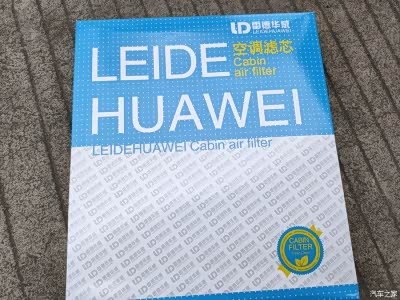 LD 雷德华威
LEIDEHUAWEI
LEIDE
空调滤芯
Cabin
air filter
HUAWEI
LEIDEHUAWEI Cabin air filter
CABIN
FILTER
汽车之家